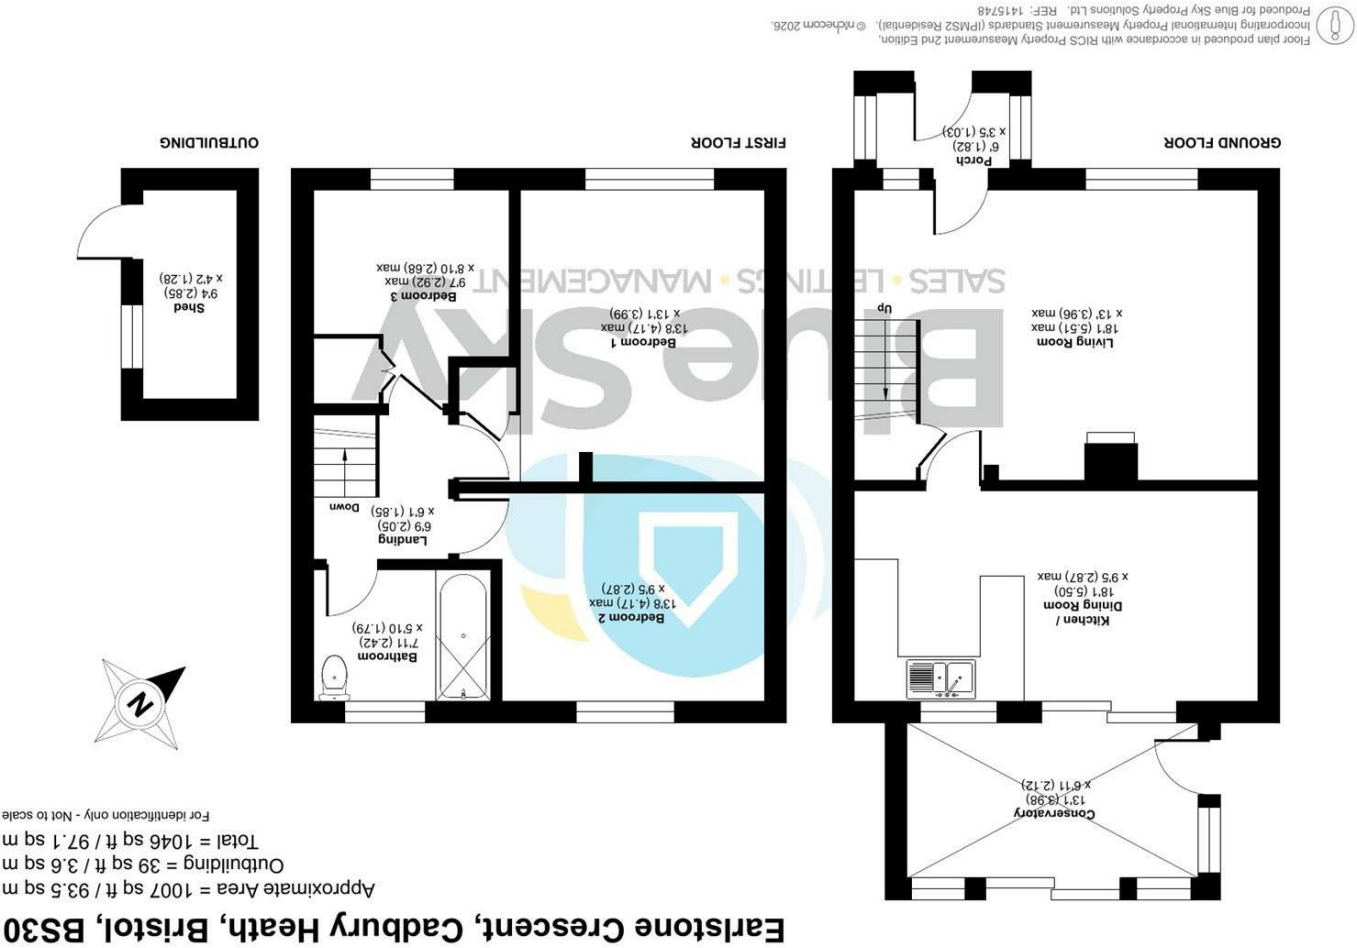 Earlstone Crescent, Cadbury Heath, Bristol, BS30
Approximate Area = 1007 sq ft / 93.5 sq m
Outbuilding = 39 sq ft / 3.6 sq m
Total = 1046 sq ft / 97.1 sq m
For identification only - Not to scale
N
Conservatory
13'1 (3.98)
x 6'11 (2.12)
Kitchen /
Dining Room
18'1 (5.50)
x 9'5 (2.87) max
Living Room
18'1 (5.51) max
x 13' (3.96) max
Up
Porch
6' (1.82)
x 3'5 (1.03)
GROUND FLOOR
Bathroom
7'11 (2.42)
x 5'10 (1.79)
Bedroom 2
13'8 (4.17) max
x 9'5 (2.87)
Landing
6'9 (2.05)
x 6'1 (1.85)
Down
Bedroom 1
13'8 (4.17) max
x 13'1 (3.99)
Bedroom 3
9'7 (2.92) max
x 8'10 (2.68) max
FIRST FLOOR
Shed
9'4 (2.85)
x 4'2 (1.28)
OUTBUILDING
Blue Sky
SALES • LETTINGS • MANAGEMENT
Floor plan produced in accordance with RICS Property Measurement 2nd Edition,
Incorporating International Property Measurement Standards (IPMS2 Residential). © nichecom 2026.
Produced for Blue Sky Property Solutions Ltd. REF: 1415748